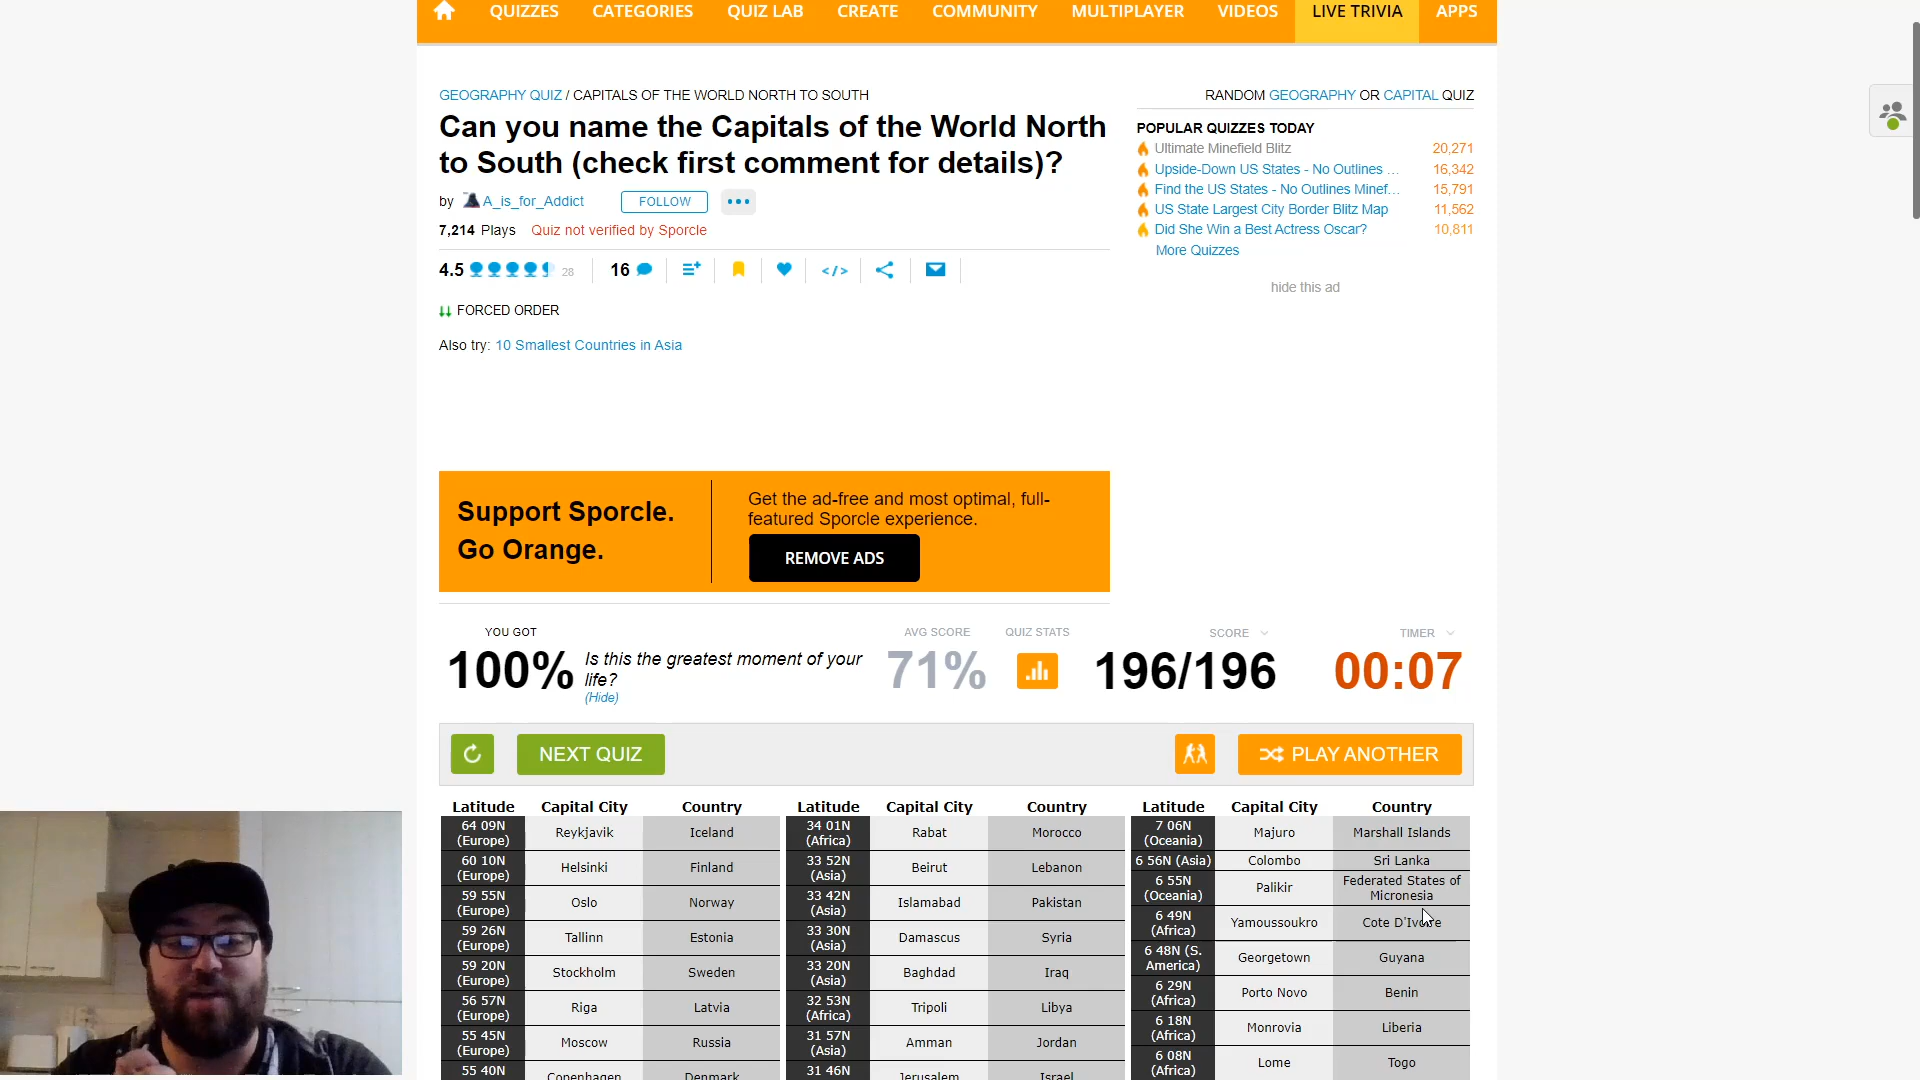 QUIZZES CATEGORIES QUIZ LAB CREATE COMMUNITY MULTIPLAYER VIDEOS LIVE TRIVIA APPS
GEOGRAPHY QUIZ / CAPITALS OF THE WORLD NORTH TO SOUTH
Can you name the Capitals of the World North
to South (check first comment for details)?
by A_is_for_Addict FOLLOW
7,214 Plays Quiz not verified by Sporcle
4.5 28 16
FORCED ORDER
Also try: 10 Smallest Countries in Asia
RANDOM GEOGRAPHY OR CAPITAL QUIZ
POPULAR QUIZZES TODAY
Ultimate Minefield Blitz 20,271
Upside-Down US States - No Outlines ... 16,342
Find the US States - No Outlines Minef... 15,791
US State Largest City Border Blitz Map 11,562
Did She Win a Best Actress Oscar? 10,811
More Quizzes
hide this ad
Support Sporcle.
Go Orange.
Get the ad-free and most optimal, full-
featured Sporcle experience.
REMOVE ADS
YOU GOT
100%
Is this the greatest moment of your
life?
(Hide)
AVG SCORE
71%
QUIZ STATS
SCORE
196/196
TIMER
00:07
NEXT QUIZ
PLAY ANOTHER
Latitude Capital City Country
64 09N (Europe) Reykjavik Iceland
60 10N (Europe) Helsinki Finland
59 55N (Europe) Oslo Norway
59 26N (Europe) Tallinn Estonia
59 20N (Europe) Stockholm Sweden
56 57N (Europe) Riga Latvia
55 45N (Europe) Moscow Russia
55 40N Copenhagen Denmark
Latitude Capital City Country
34 01N (Africa) Rabat Morocco
33 52N (Asia) Beirut Lebanon
33 42N (Asia) Islamabad Pakistan
33 30N (Asia) Damascus Syria
33 20N (Asia) Baghdad Iraq
32 53N (Africa) Tripoli Libya
31 57N (Asia) Amman Jordan
31 46N Jerusalem Israel
Latitude Capital City Country
7 06N (Oceania) Majuro Marshall Islands
6 56N (Asia) Colombo Sri Lanka
6 55N (Oceania) Palikir Federated States of Micronesia
6 49N (Africa) Yamoussoukro Cote D'Ivoire
6 48N (S. America) Georgetown Guyana
6 29N (Africa) Porto Novo Benin
6 18N (Africa) Monrovia Liberia
6 08N (Africa) Lome Togo